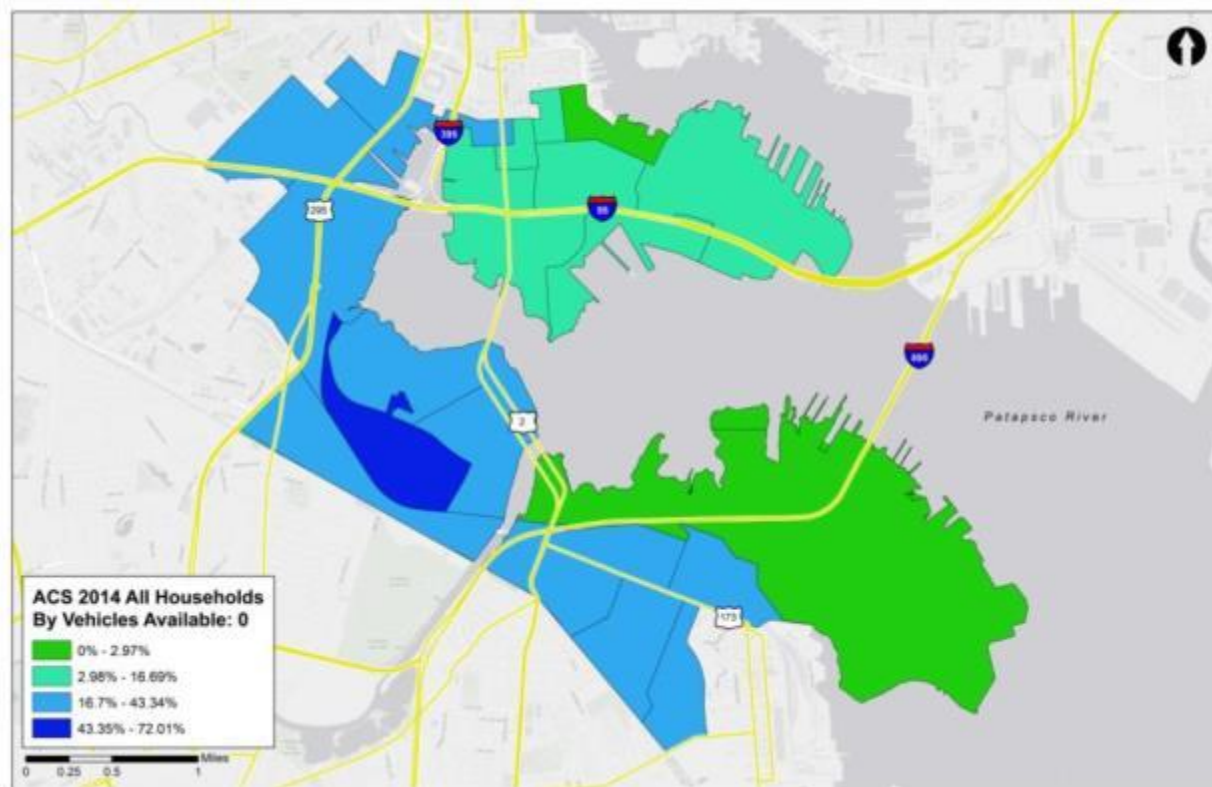 395
295
95
895
2
Patapsco River
173
ACS 2014 All Households
By Vehicles Available: 0
0% - 2.97%
2.98% - 16.69%
16.7% - 43.34%
43.35% - 72.01%
Miles
0 0.25 0.5 1